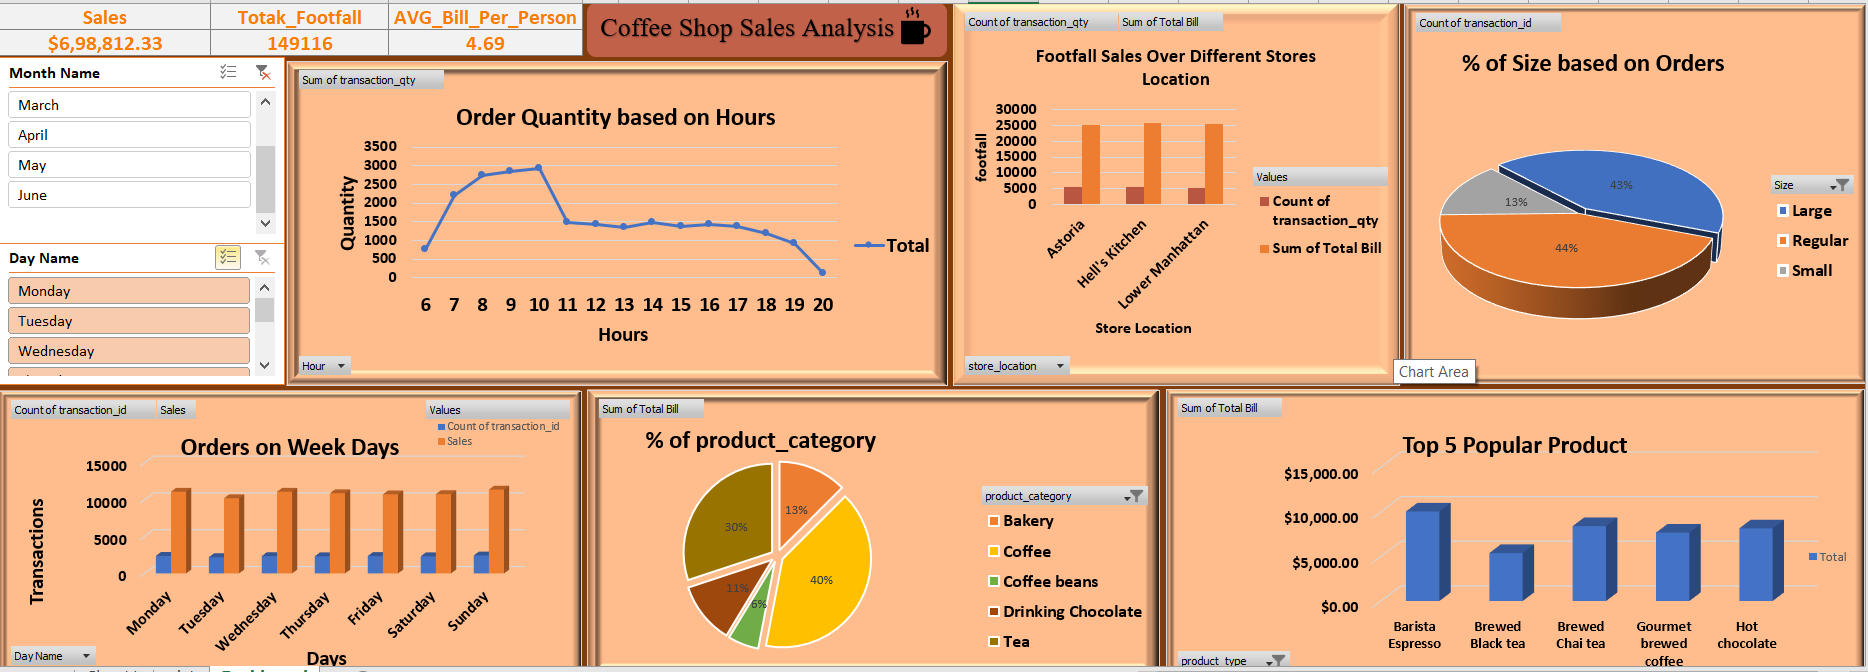 Sales Totak_Footfall AVG_Bill_Per_Person
$6,98,812.33 149116 4.69
Coffee Shop Sales Analysis
Month Name
March
April
May
June
Day Name
Monday
Tuesday
Wednesday
Sum of transaction_qty
Order Quantity based on Hours
Quantity
3500
3000
2500
2000
1500
1000
500
0
6 7 8 9 10 11 12 13 14 15 16 17 18 19 20
Hours
Total
Hour
Count of transaction_qty Sum of Total Bill
Footfall Sales Over Different Stores
Location
footfall
30000
25000
20000
15000
10000
5000
0
Astoria
Hell's Kitchen
Lower Manhattan
Store Location
Values
Count of
transaction_qty
Sum of Total Bill
store_location
Count of transaction_id
% of Size based on Orders
43%
13%
44%
Size
Large
Regular
Small
Chart Area
Count of transaction_id Sales
Values
Count of transaction_id
Sales
Orders on Week Days
Transactions
15000
10000
5000
0
Monday
Tuesday
Wednesday
Thursday
Friday
Saturday
Sunday
Days
Day Name
Sum of Total Bill
% of product_category
13%
30%
40%
11%
6%
product_category
Bakery
Coffee
Coffee beans
Drinking Chocolate
Tea
Sum of Total Bill
Top 5 Popular Product
$15,000.00
$10,000.00
$5,000.00
$0.00
Barista
Espresso
Brewed
Black tea
Brewed
Chai tea
Gourmet
brewed
coffee
Hot
chocolate
Total
product_type